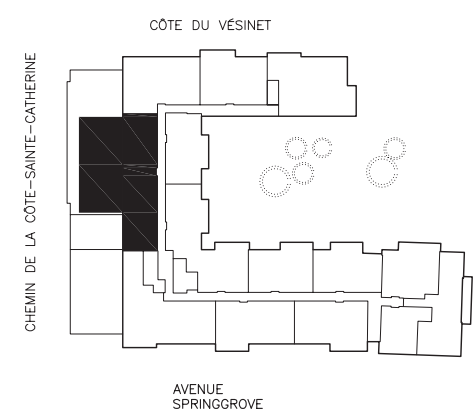 CÔTE DU VÉSINET
CHEMIN DE LA CÔTE-SAINTE-CATHERINE
AVENUE
SPRINGGROVE